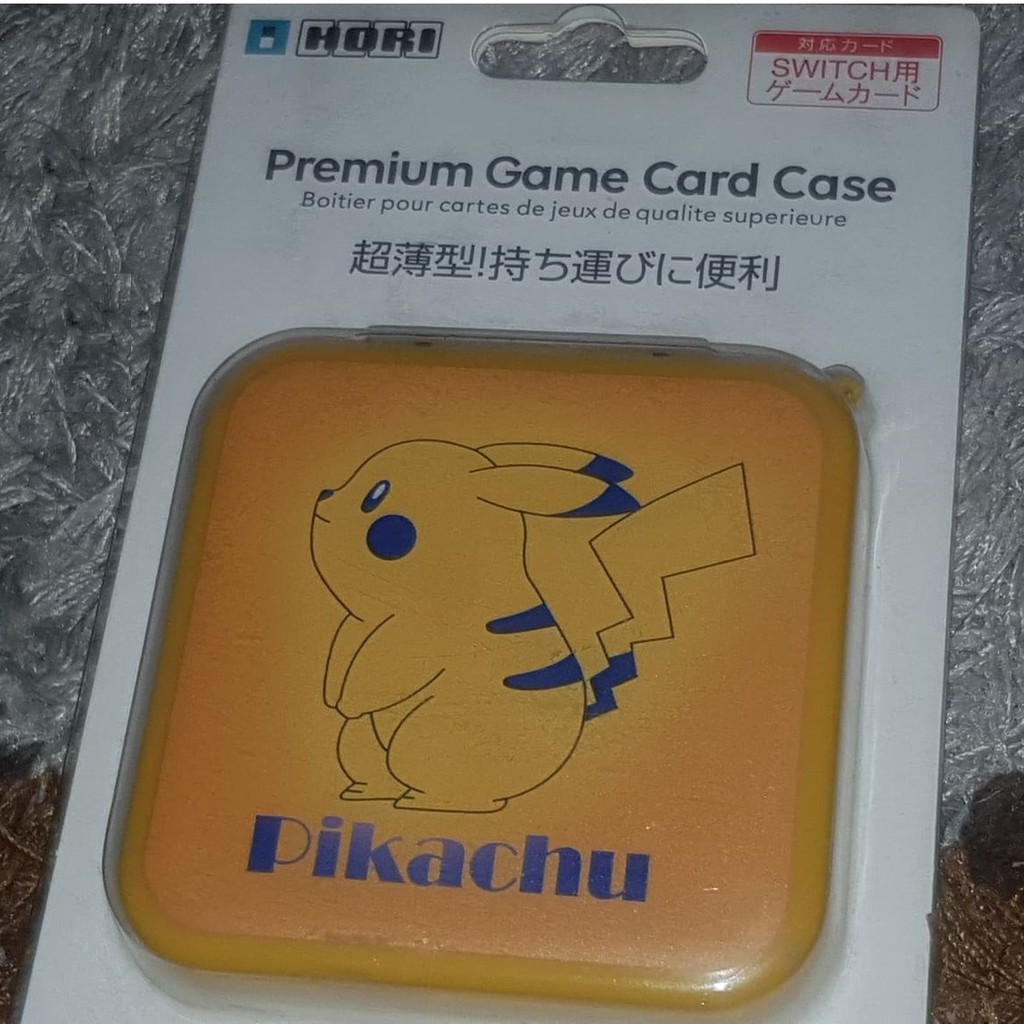 HORI
対応カード
SWITCH用
ゲームカード
Premium Game Card Case
Boitier pour cartes de jeux de qualite superieure
超薄型!持ち運びに便利
Pikachu